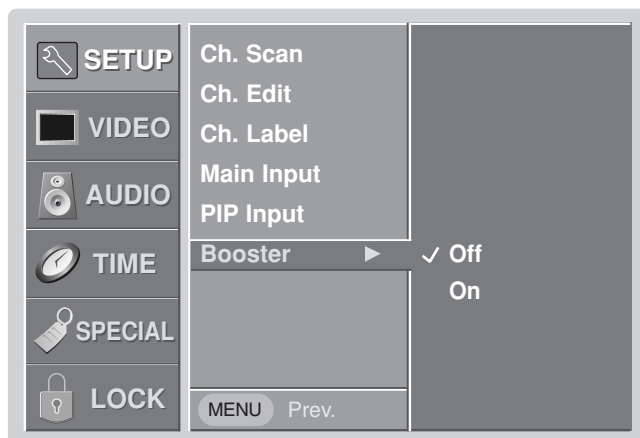 SETUP
VIDEO
AUDIO
TIME
SPECIAL
LOCK
Ch. Scan
Ch. Edit
Ch. Label
Main Input
PIP Input
Booster ►
✓ Off
On
MENU Prev.